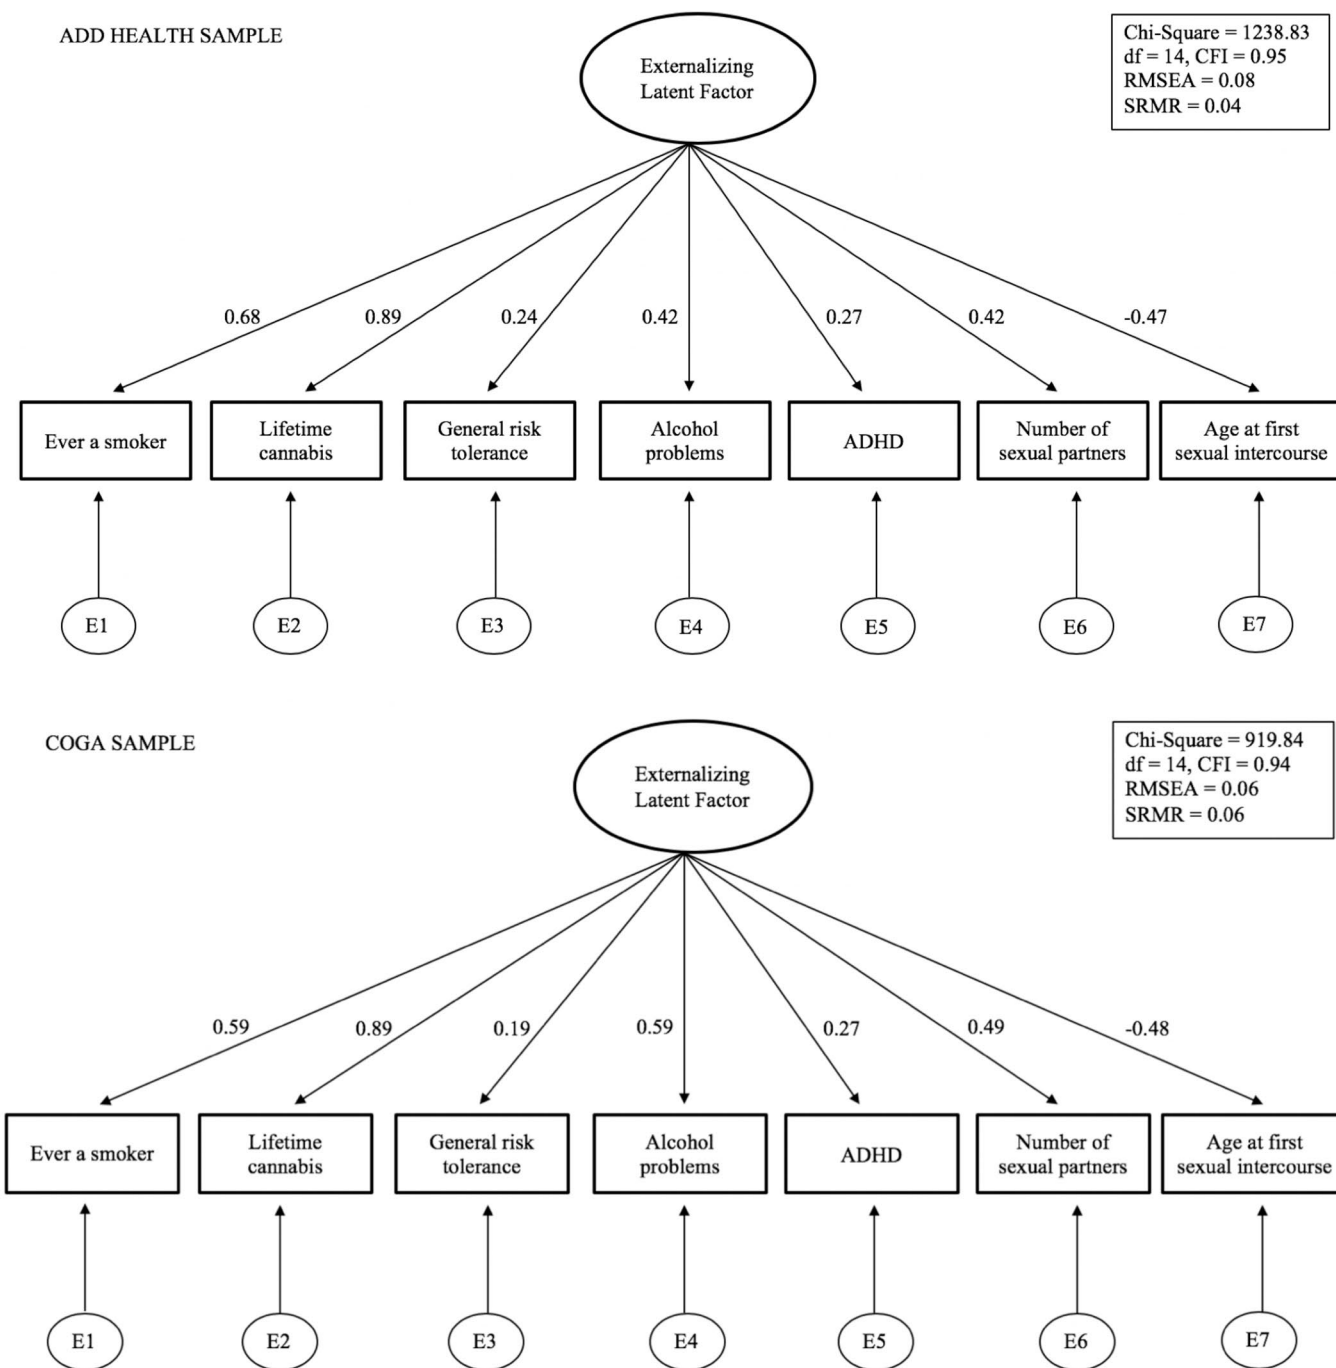 ADD HEALTH SAMPLE
Chi-Square = 1238.83
df = 14, CFI = 0.95
RMSEA = 0.08
SRMR = 0.04
Externalizing
Latent Factor
0.68
0.89
0.24
0.42
0.27
0.42
-0.47
Ever a smoker
Lifetime
cannabis
General risk
tolerance
Alcohol
problems
ADHD
Number of
sexual partners
Age at first
sexual intercourse
E1
E2
E3
E4
E5
E6
E7
COGA SAMPLE
Chi-Square = 919.84
df = 14, CFI = 0.94
RMSEA = 0.06
SRMR = 0.06
Externalizing
Latent Factor
0.59
0.89
0.19
0.59
0.27
0.49
-0.48
Ever a smoker
Lifetime
cannabis
General risk
tolerance
Alcohol
problems
ADHD
Number of
sexual partners
Age at first
sexual intercourse
E1
E2
E3
E4
E5
E6
E7